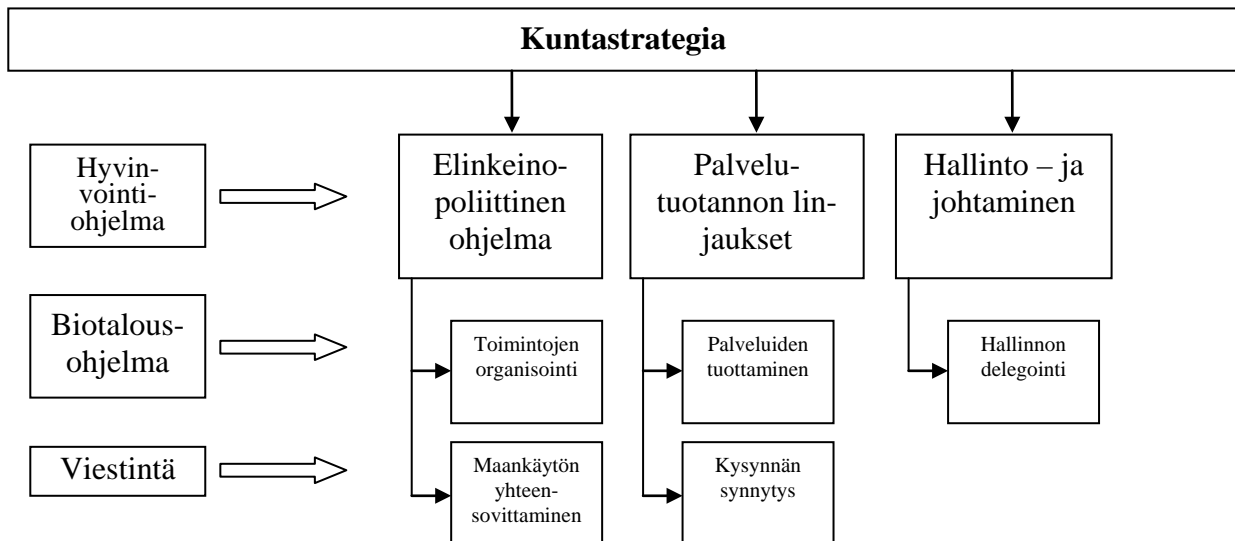 Kuntastrategia
Hyvin-
vointi-
ohjelma
Elinkeino-
poliittinen
ohjelma
Palvelu-
tuotannon lin-
jaukset
Hallinto – ja
johtaminen
Biotalous-
ohjelma
Toimintojen
organisointi
Palveluiden
tuottaminen
Hallinnon
delegointi
Viestintä
Maankäytön
yhteen-
sovittaminen
Kysynnän
synnytys